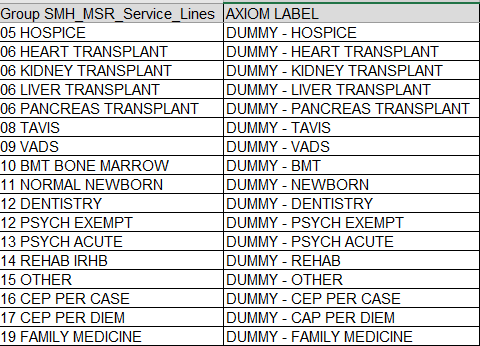 Group SMH_MSR_Service_Lines AXIOM LABEL
05 HOSPICE DUMMY - HOSPICE
06 HEART TRANSPLANT DUMMY - HEART TRANSPLANT
06 KIDNEY TRANSPLANT DUMMY - KIDNEY TRANSPLANT
06 LIVER TRANSPLANT DUMMY - LIVER TRANSPLANT
06 PANCREAS TRANSPLANT DUMMY - PANCREAS TRANSPLANT
08 TAVIS DUMMY - TAVIS
09 VADS DUMMY - VADS
10 BMT BONE MARROW DUMMY - BMT
11 NORMAL NEWBORN DUMMY - NEWBORN
12 DENTISTRY DUMMY - DENTISTRY
12 PSYCH EXEMPT DUMMY - PSYCH EXEMPT
13 PSYCH ACUTE DUMMY - PSYCH ACUTE
14 REHAB IRHB DUMMY - REHAB
15 OTHER DUMMY - OTHER
16 CEP PER CASE DUMMY - CEP PER CASE
17 CEP PER DIEM DUMMY - CAP PER DIEM
19 FAMILY MEDICINE DUMMY - FAMILY MEDICINE